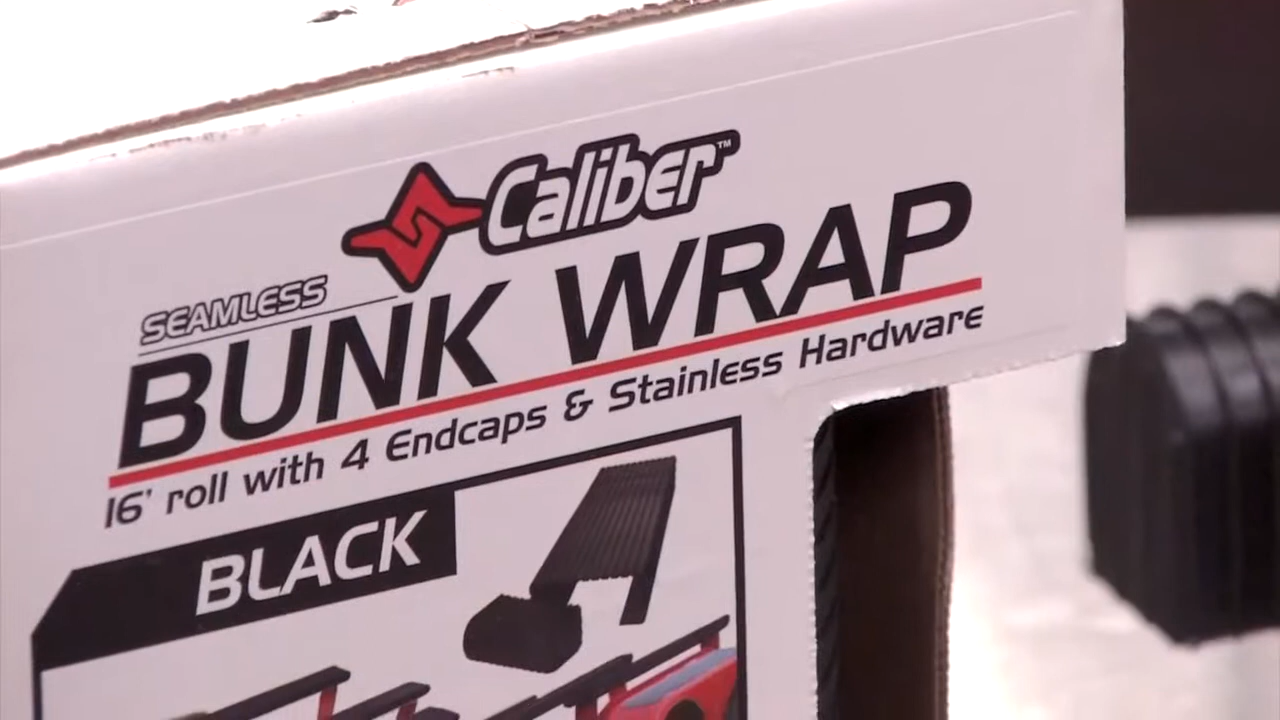 Caliber™
SEAMLESS
BUNK WRAP
16' roll with 4 Endcaps & Stainless Hardware
BLACK